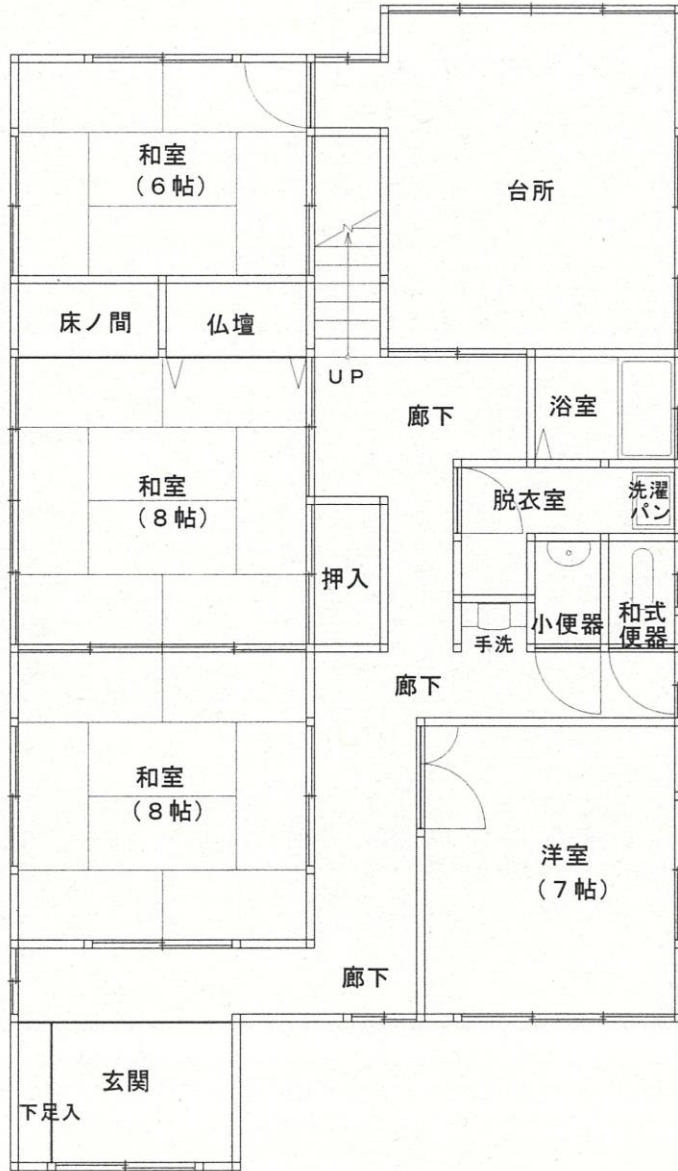 和室
(6帖)
台所
床ノ間
仏壇
UP
廊下
浴室
和室
(8帖)
脱衣室
洗濯
パン
押入
小便器
和式
便器
手洗
廊下
和室
(8帖)
洋室
(7帖)
廊下
玄関
下足入